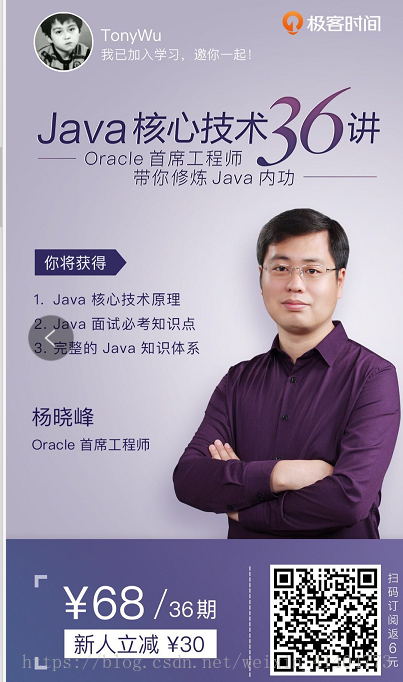 TonyWu
我已加入学习，邀你一起！
极客时间
Java核心技术36讲
Oracle 首席工程师
带你修炼 Java 内功
你将获得
1. Java 核心技术原理
2. Java 面试必考知识点
3. 完整的 Java 知识体系
杨晓峰
Oracle 首席工程师
¥68/36期
新人立减 ¥30
扫码订阅返6元